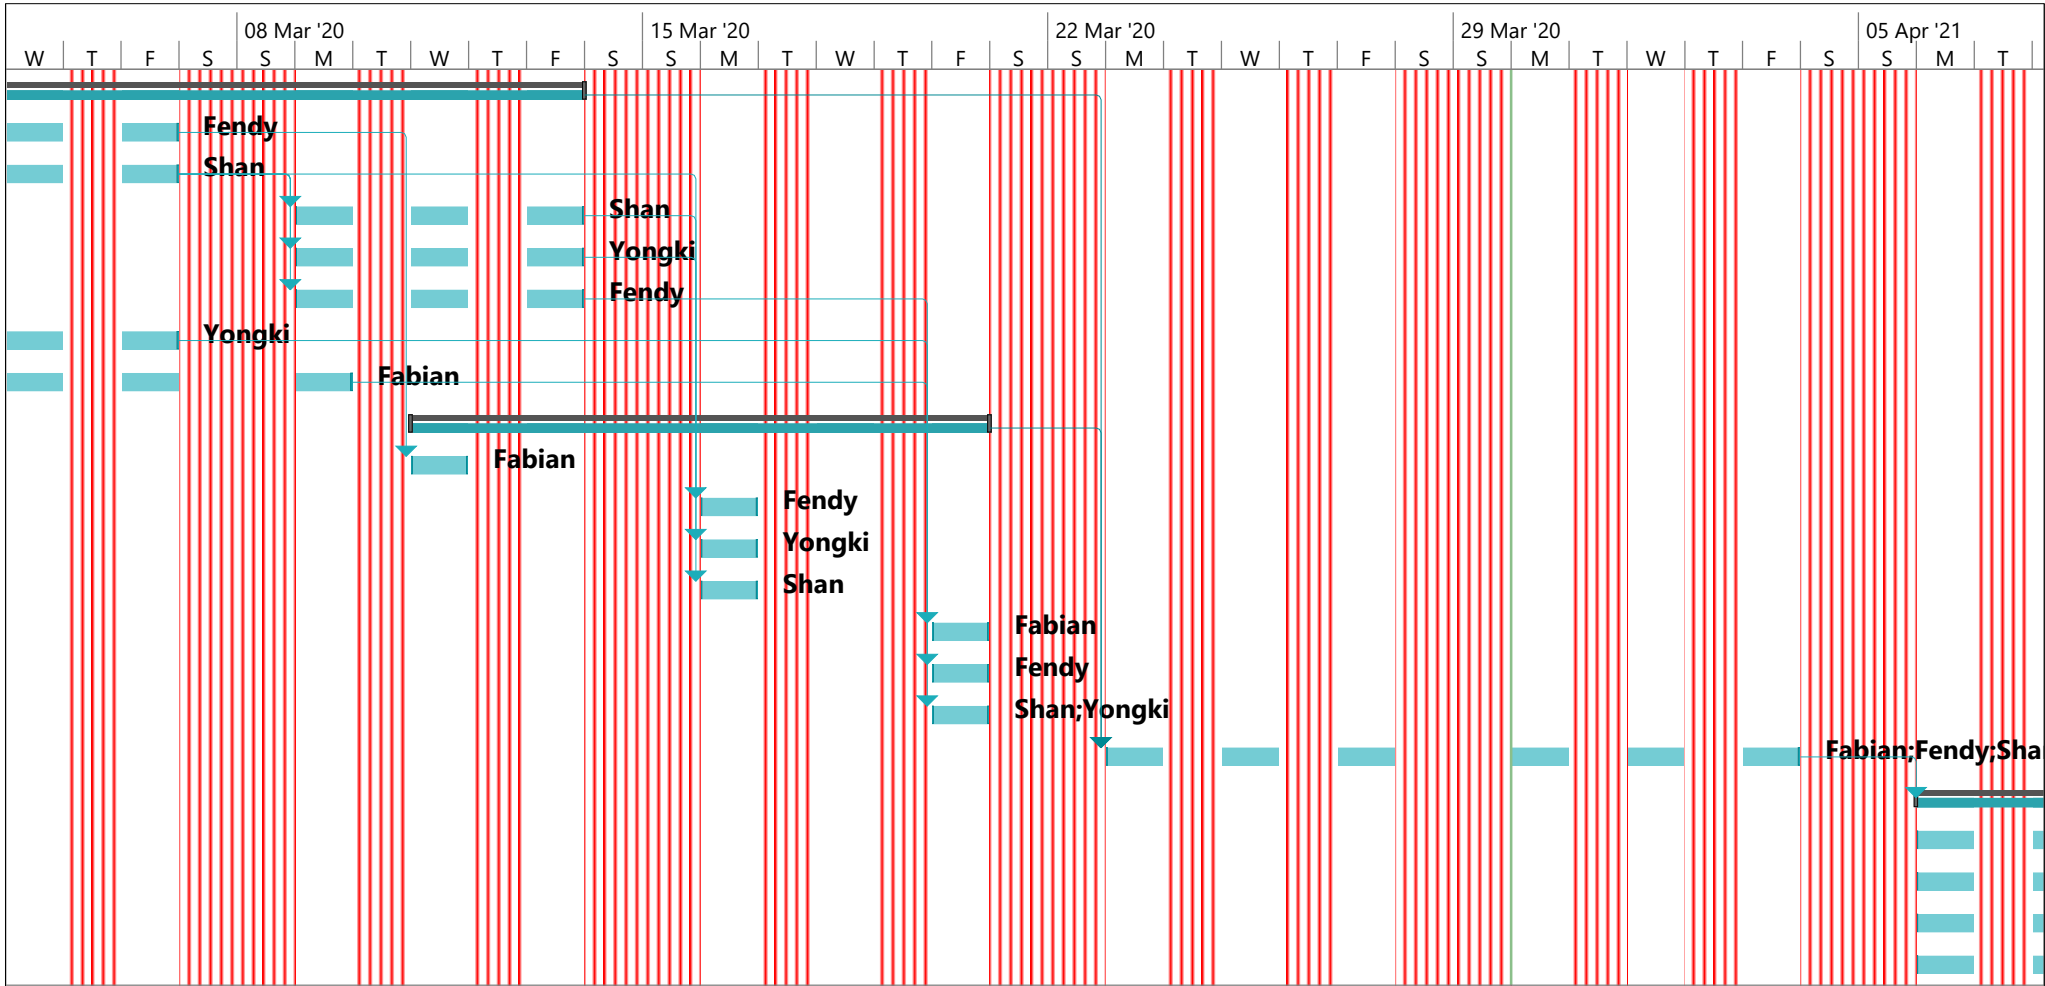 08 Mar '20 15 Mar '20 22 Mar '20 29 Mar '20 05 Apr '21
W T F S S M T W T F S S M T W T F S S M T W T F S S M T W T F S S M T
Fendy
Shan
Shan
Yongki
Fendy
Yongki
Fabian
Fabian
Fendy
Yongki
Shan
Fabian
Fendy
Shan;Yongki
Fabian;Fendy;Sha